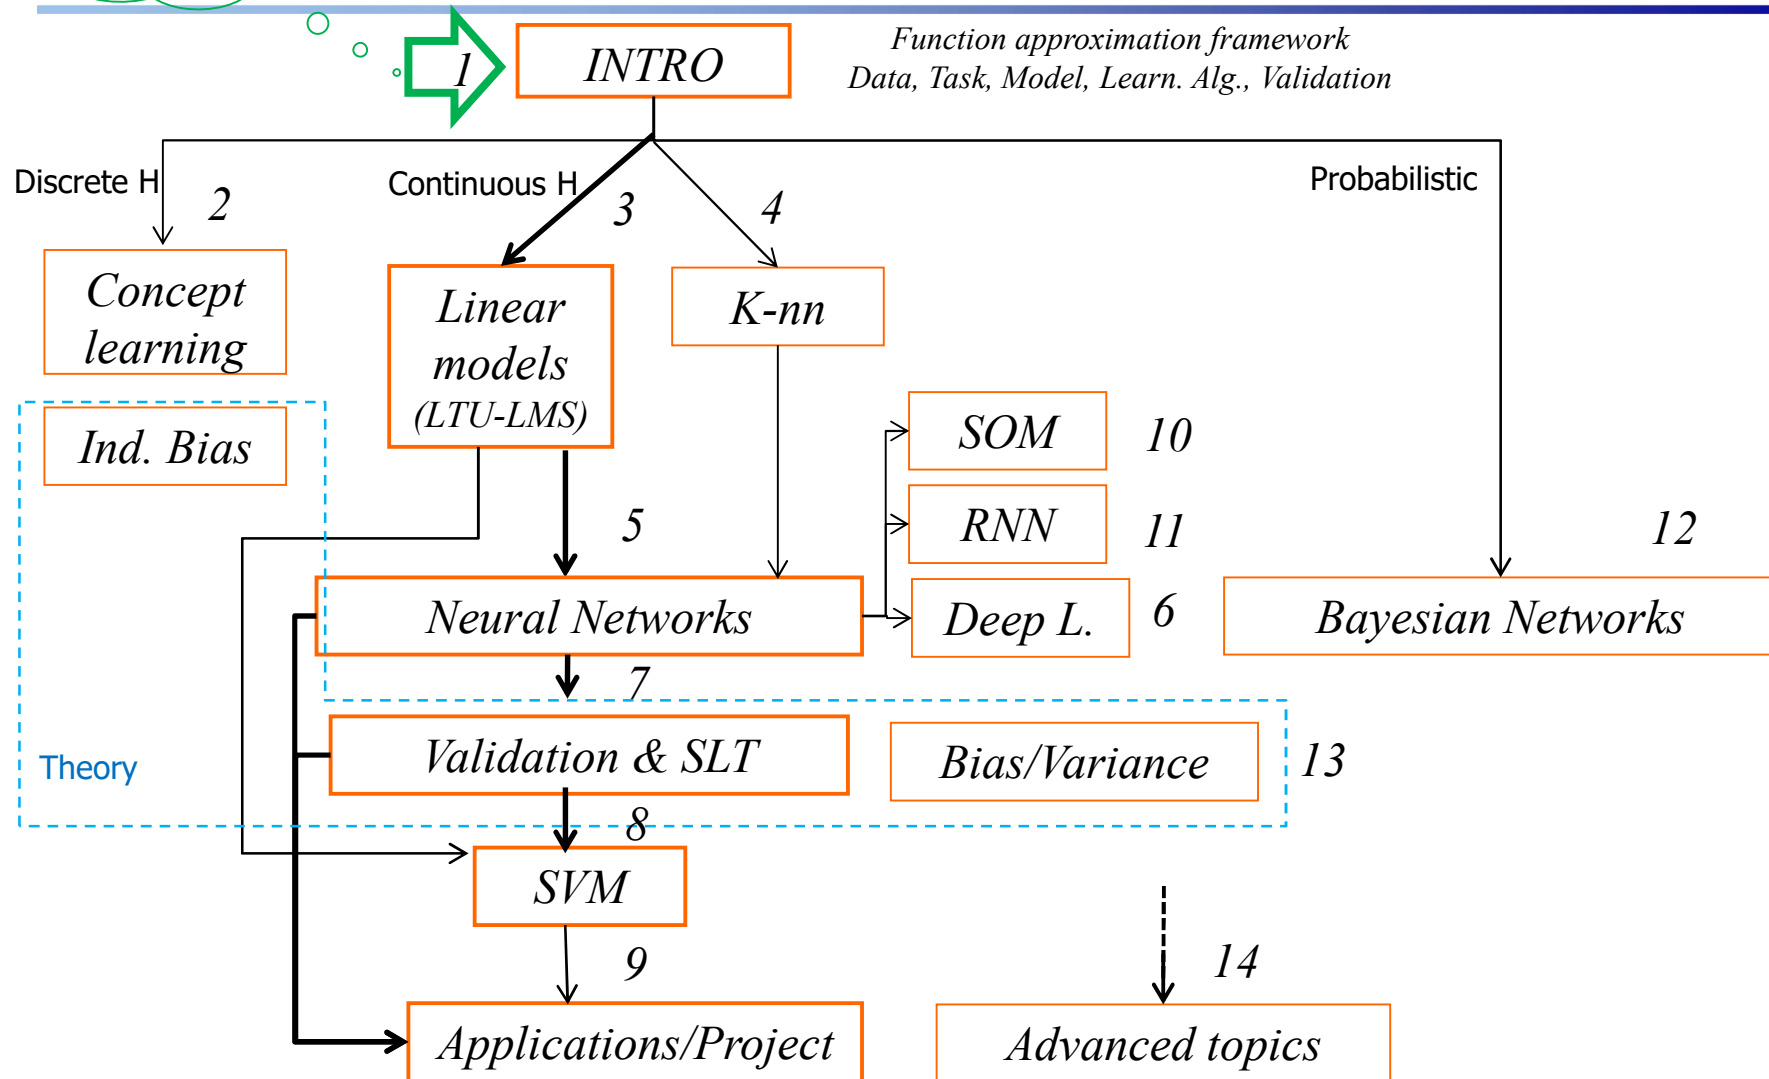 1
INTRO
Function approximation framework
Data, Task, Model, Learn. Alg., Validation
Discrete H
2
Continuous H
3
4
Probabilistic
Concept
learning
Linear
models
(LTU-LMS)
K-nn
Ind. Bias
SOM
10
5
RNN
11
12
Neural Networks
Deep L.
6
Bayesian Networks
7
Theory
Validation & SLT
Bias/Variance
13
8
SVM
9
14
Applications/Project
Advanced topics